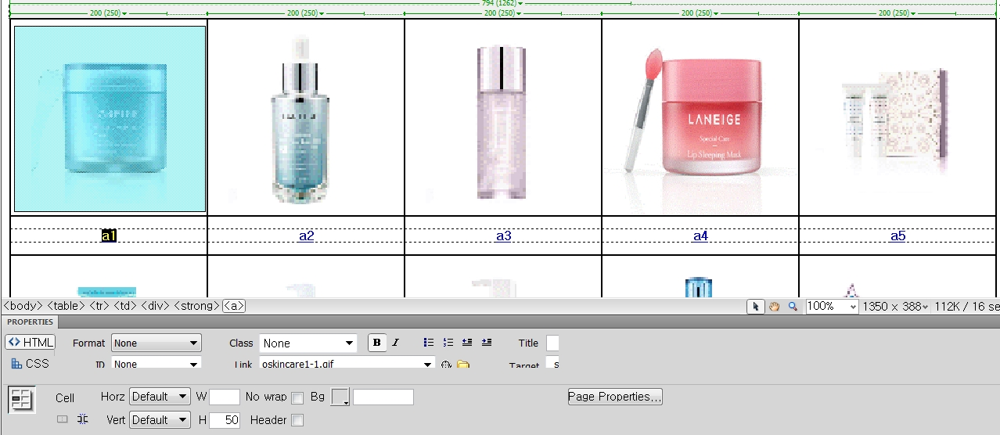 794 (1262)
200 (250) 200 (250) 200 (250) 200 (250) 200 (250)
LANEIGE
Special Care
Lip Sleeping Mask
a1 a2 a3 a4 a5
<body> <table> <tr> <td> <div> <strong> <a> 100% 1350 x 388 112K / 16 se
PROPERTIES
<> HTML Format None Class None B I Title
CSS ID None Link oskincare1-1.gif Target s
Cell Horz Default W No wrap Bg Page Properties...
Vert Default H 50 Header